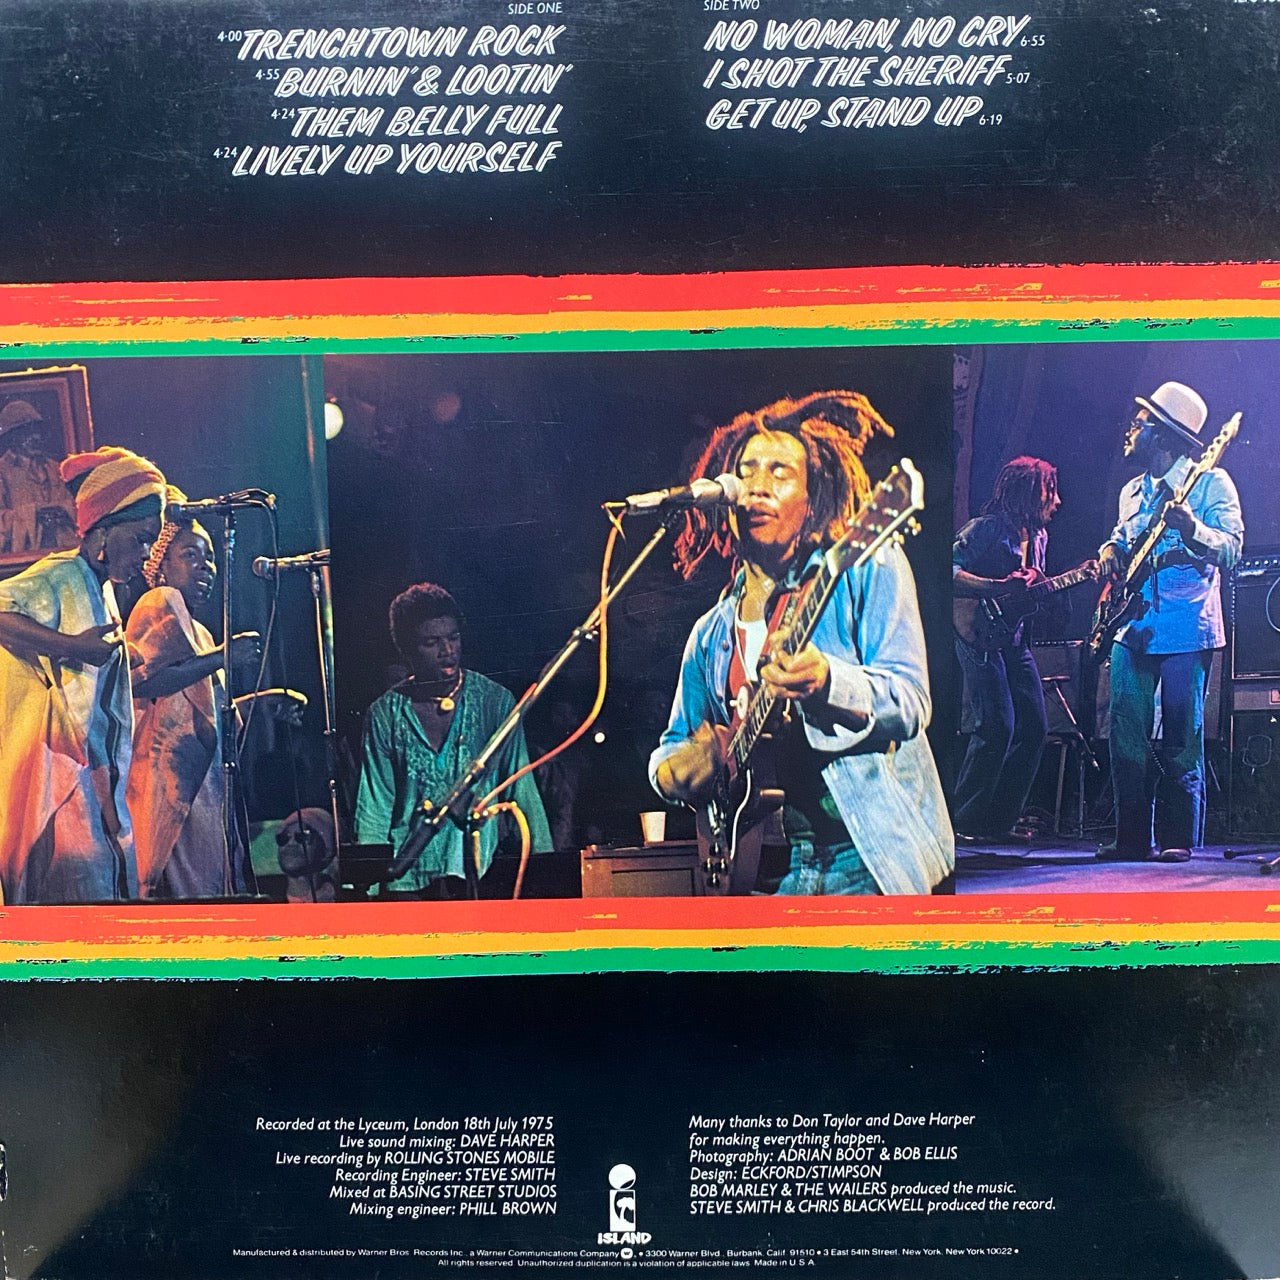 SIDE ONE
4·00 TRENCHTOWN ROCK
4·55 BURNIN' & LOOTIN'
4·24 THEM BELLY FULL
4·24 LIVELY UP YOURSELF
SIDE TWO
NO WOMAN, NO CRY 6·55
I SHOT THE SHERIFF 5·07
GET UP, STAND UP 6·19
Recorded at the Lyceum, London 18th July 1975
Live sound mixing: DAVE HARPER
Live recording by ROLLING STONES MOBILE
Recording Engineer: STEVE SMITH
Mixed at BASING STREET STUDIOS
Mixing engineer: PHILL BROWN
Many thanks to Don Taylor and Dave Harper
for making everything happen.
Photography: ADRIAN BOOT & BOB ELLIS
Design: ECKFORD/STIMPSON
BOB MARLEY & THE WAILERS produced the music.
STEVE SMITH & CHRIS BLACKWELL produced the record.
ISLAND
Manufactured & distributed by Warner Bros. Records Inc., a Warner Communications Company W. • 3300 Warner Blvd., Burbank, Calif. 91510 • 3 East 54th Street, New York, New York 10022 •
All rights reserved. Unauthorized duplication is a violation of applicable laws. Made in U.S.A.